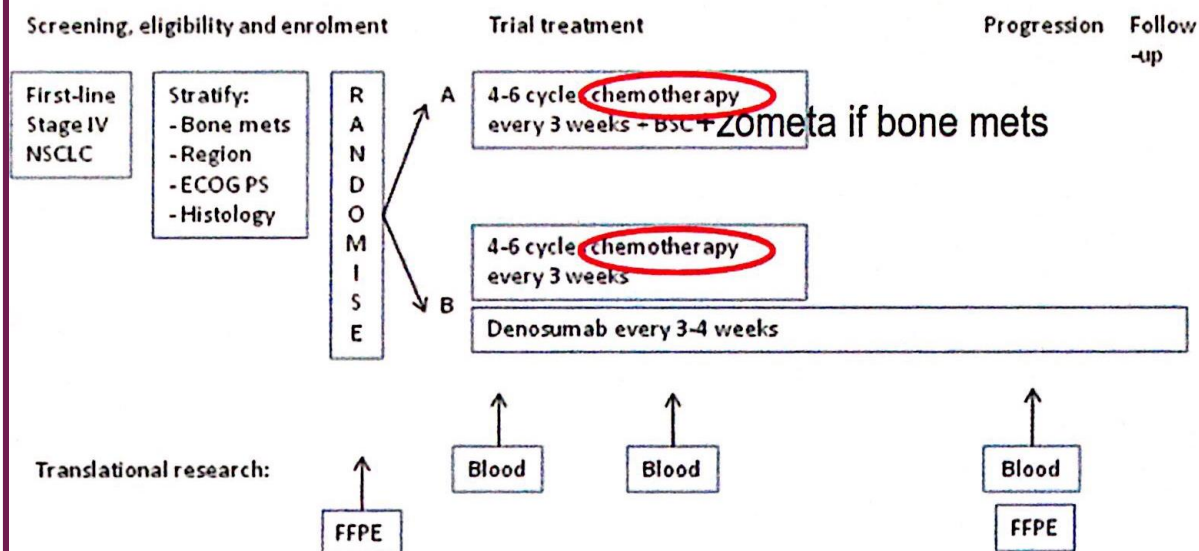 Screening, eligibility and enrolment
Trial treatment
Progression
Follow
-up
First-line
Stage IV
NSCLC
Stratify:
- Bone mets
- Region
- ECOG PS
- Histology
R
A
N
D
O
M
I
S
E
A
4-6 cycle chemotherapy
every 3 weeks + BSC +zometa if bone mets
4-6 cycle chemotherapy
every 3 weeks
B
Denosumab every 3-4 weeks
Translational research:
FFPE
Blood
Blood
Blood
FFPE